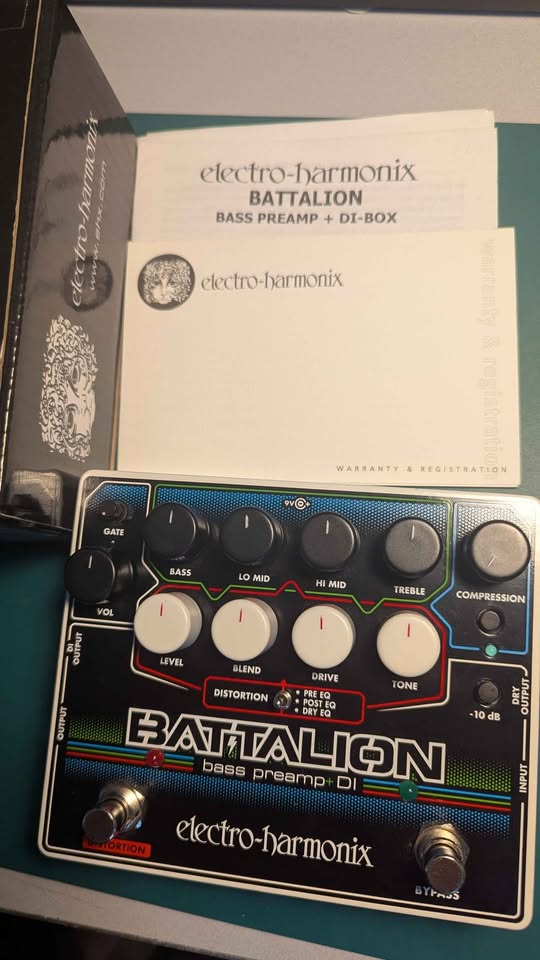 electro-harmonix
www.ehx.com
electro-harmonix
BATTALION
BASS PREAMP + DI-BOX
electro-harmonix
warranty & registration
WARRANTY & REGISTRATION
9V
GATE
BASS
LO MID
HI MID
TREBLE
COMPRESSION
VOL
LEVEL
BLEND
DRIVE
TONE
DI OUTPUT
DISTORTION
• PRE EQ
• POST EQ
• DRY EQ
DRY OUTPUT
-10 dB
OUTPUT
INPUT
BATTALION
bass preamp+DI
electro-harmonix
DISTORTION
BYPASS